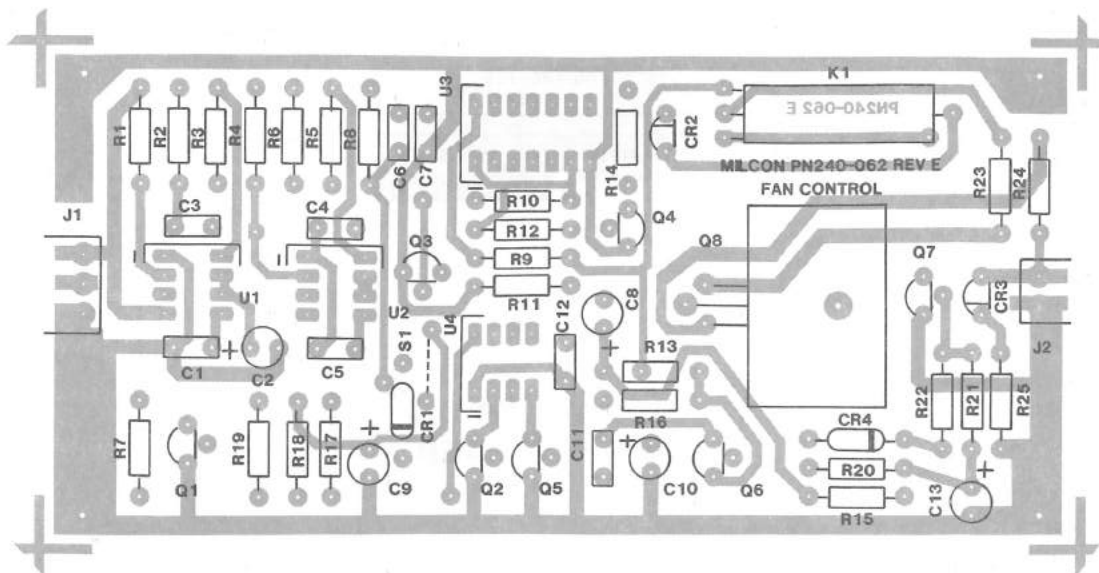 K1
U3
PN240-062 E
CR2
R1
R2
R3
R4
R6
R5
R8
C6
C7
R14
MILCON PN240-062 REV E
FAN CONTROL
R23
R24
R10
J1
C3
C4
Q4
R12
Q3
Q8
R9
Q7
U1
R11
C8
CR3
U2
U4
C12
S1
+
C1
C2
C5
+
R13
J2
CR1
R22
R21
R25
R16
CR4
R7
R19
R18
R17
+
C11
+
R20
+
Q1
C9
Q2
Q5
C10
Q6
C13
R15